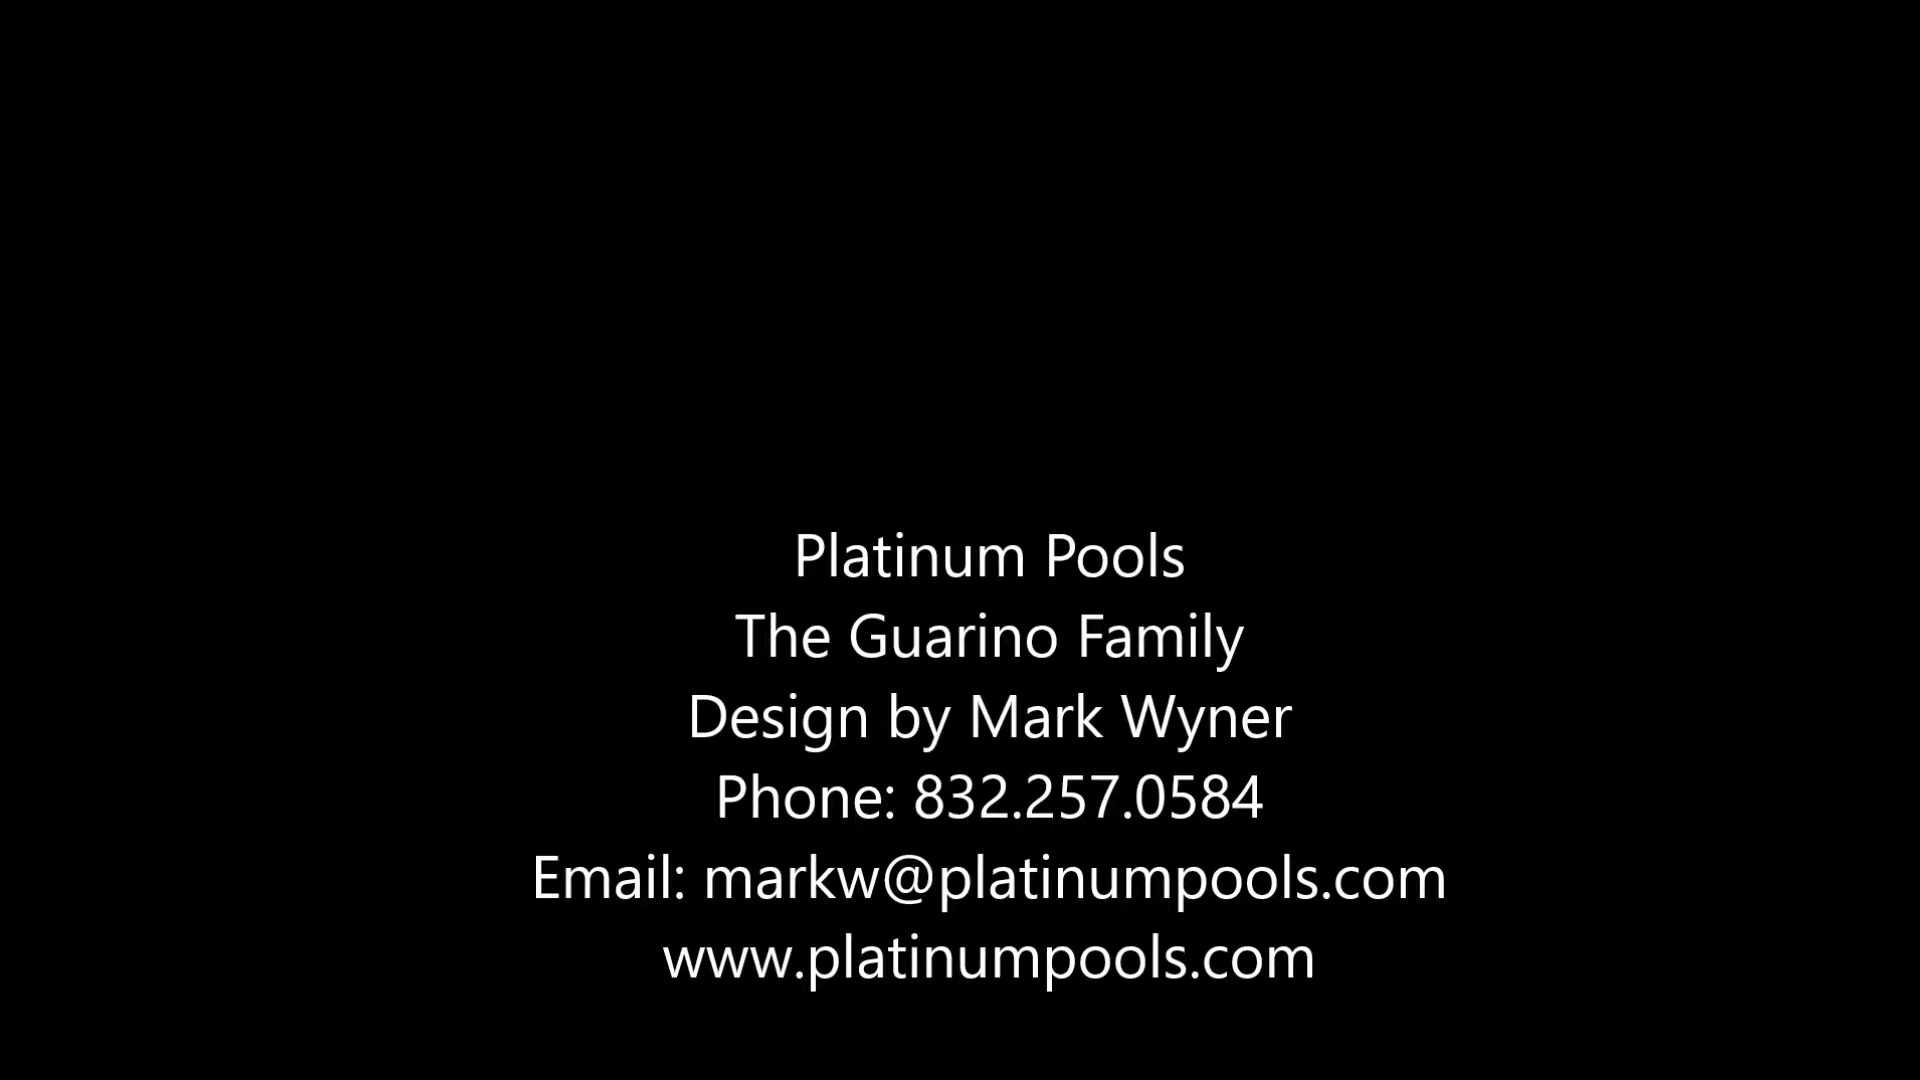 Platinum Pools
The Guarino Family
Design by Mark Wyner
Phone: 832.257.0584
Email: markw@platinumpools.com
www.platinumpools.com